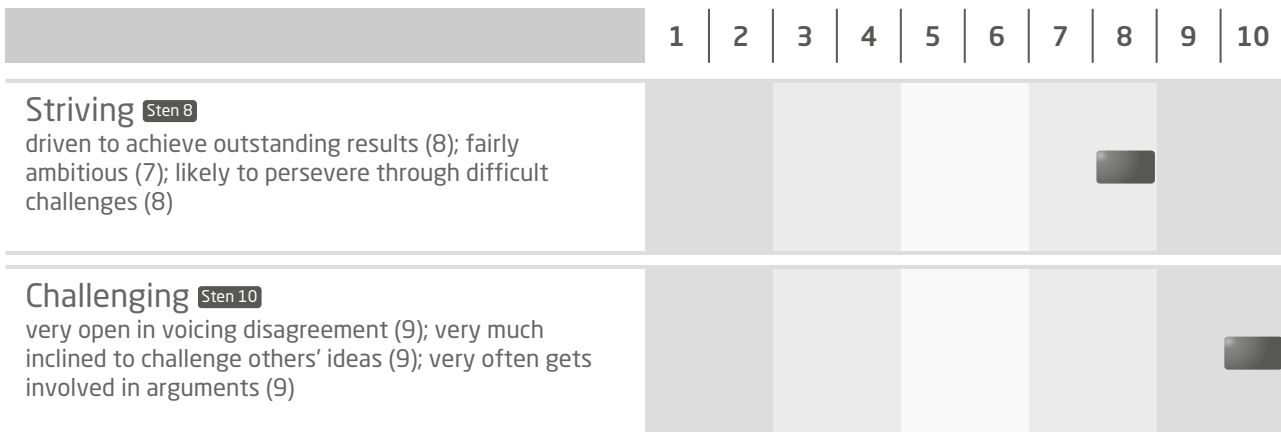 1 2 3 4 5 6 7 8 9 10
Striving Sten 8
driven to achieve outstanding results (8); fairly
ambitious (7); likely to persevere through difficult
challenges (8)
Challenging Sten 10
very open in voicing disagreement (9); very much
inclined to challenge others’ ideas (9); very often gets
involved in arguments (9)